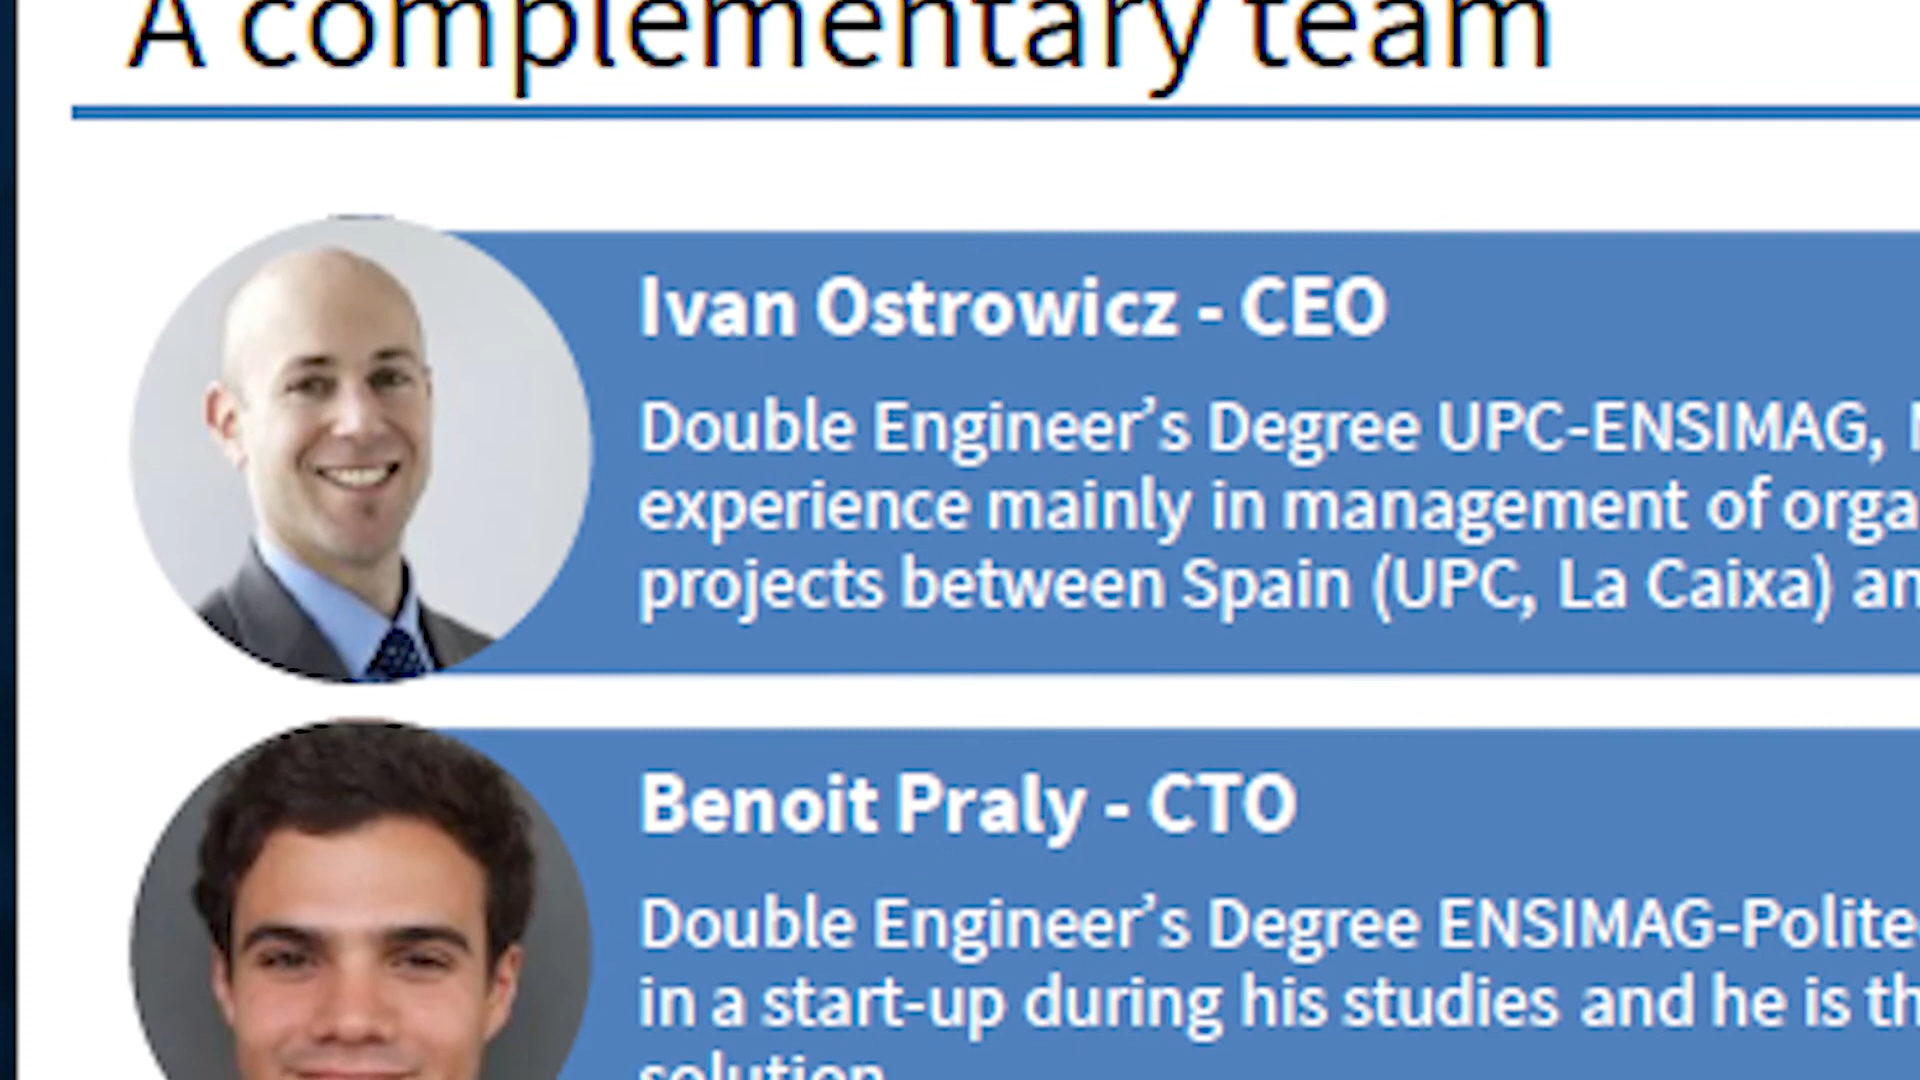 A complementary team
Ivan Ostrowicz - CEO
Double Engineer’s Degree UPC-ENSIMAG,
experience mainly in management of
projects between Spain (UPC, La Caixa)
Benoit Praly - CTO
Double Engineer’s Degree
in a start-up during his studies and he is
solution